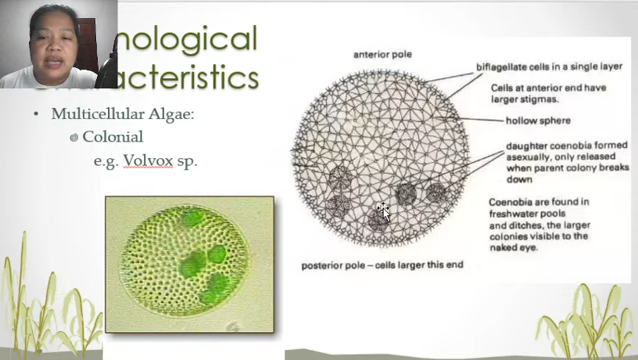 nological
acteristics
• Multicellular Algae:
Colonial
e.g. Volvox sp.
anterior pole
biflagellate cells in a single layer
Cells at anterior end have
larger stigmas.
hollow sphere
daughter coenobia formed
asexually, only released
when parent colony breaks
down
Coenobia are found in
freshwater pools
and ditches, the larger
colonies visible to the
naked eye.
posterior pole – cells larger this end